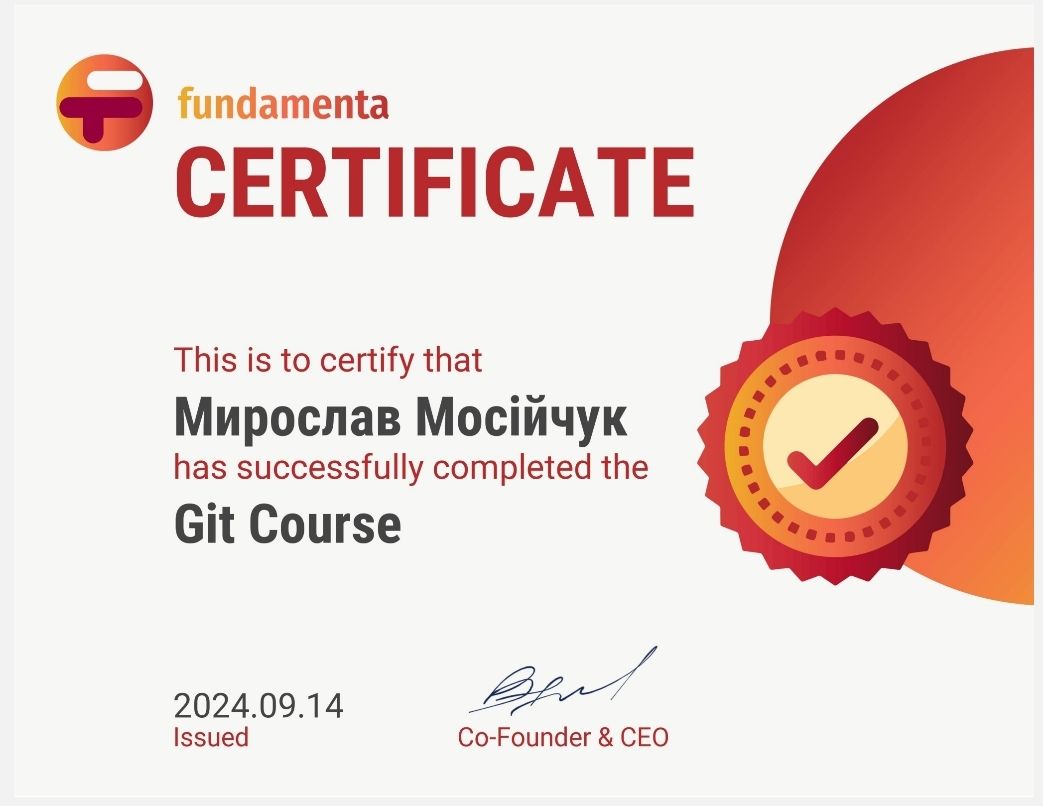 fundamenta
CERTIFICATE
This is to certify that
Мирослав Мосійчук
has successfully completed the
Git Course
2024.09.14
Issued
Co-Founder & CEO